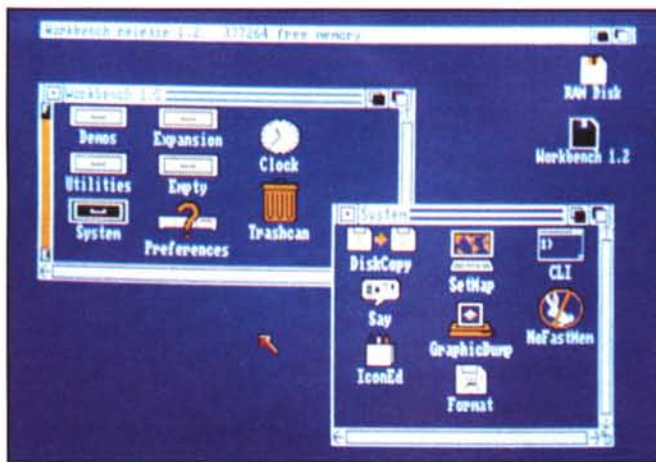 Workbench release 1.2. 377264 free memory
RAM Disk
Workbench 1.2
Workbench 1.2
Demos Expansion Clock
Utilities Empty
System Preferences Trashcan
System
DiskCopy SetMap CLI
Say GraphicDump NoFastMem
IconEd Format